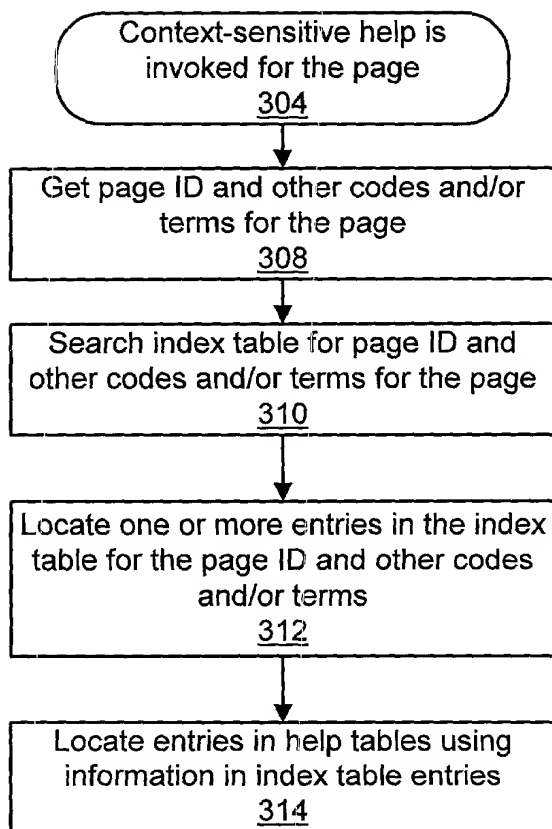 Context-sensitive help is
invoked for the page
304
Get page ID and other codes and/or
terms for the page
308
Search index table for page ID and
other codes and/or terms for the page
310
Locate one or more entries in the index
table for the page ID and other codes
and/or terms
312
Locate entries in help tables using
information in index table entries
314